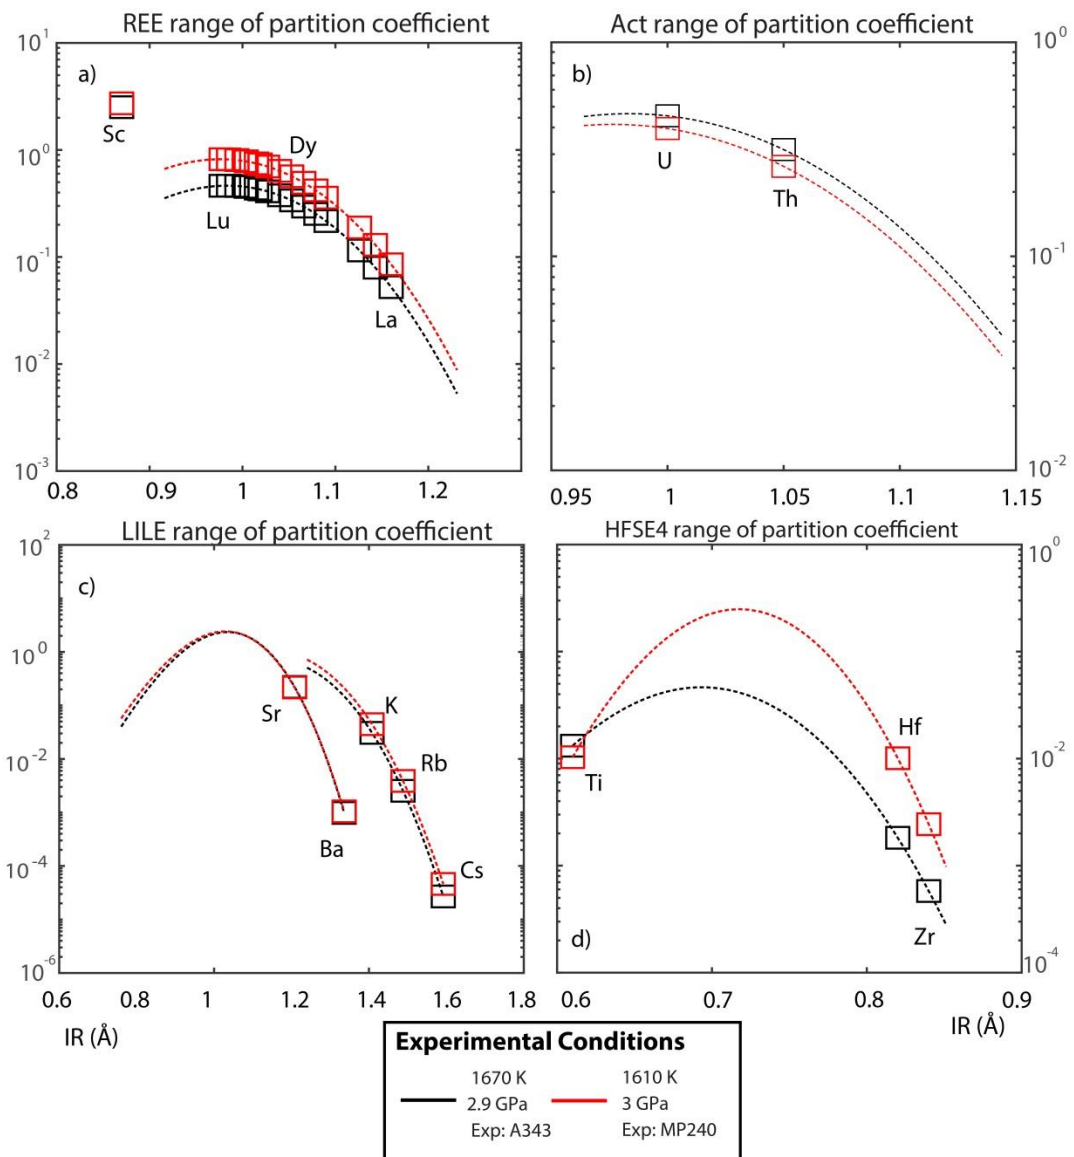 REE range of partition coefficient
10^1
a)
Sc
Dy
10^0
Lu
10^-1
La
10^-2
10^-3
0.8 0.9 1 1.1 1.2
Act range of partition coefficient
10^0
b)
U
Th
10^-1
10^-2
0.95 1 1.05 1.1 1.15
LILE range of partition coefficient
10^2
c)
10^0
Sr
K
10^-2
Rb
Ba
10^-4
Cs
10^-6
0.6 0.8 1 1.2 1.4 1.6 1.8
IR (Å)
HFSE4 range of partition coefficient
10^0
Hf
10^-2
Ti
Zr
d)
10^-4
0.6 0.7 0.8 0.9
IR (Å)
Experimental Conditions
1670 K 1610 K
2.9 GPa 3 GPa
Exp: A343 Exp: MP240